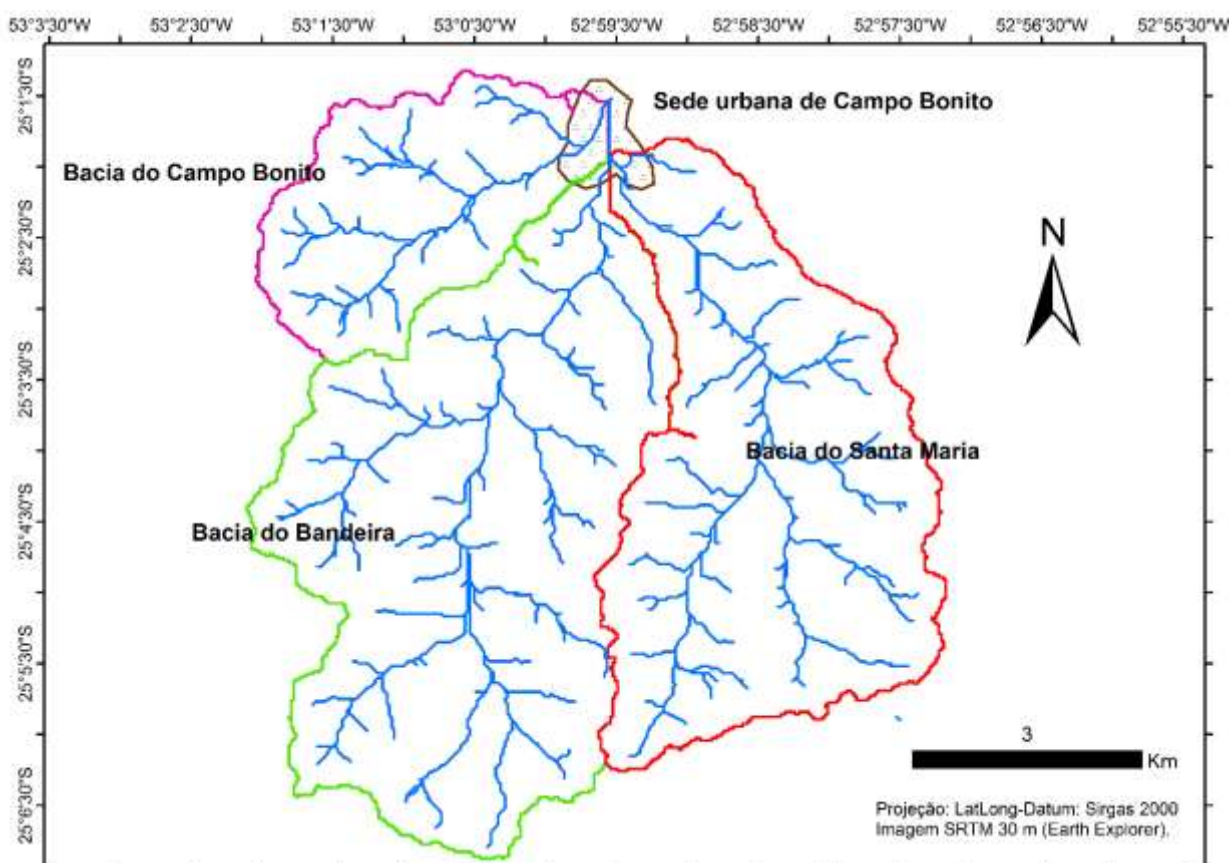 53°3'30"W 53°2'30"W 53°1'30"W 53°0'30"W 52°59'30"W 52°58'30"W 52°57'30"W 52°56'30"W 52°55'30"W
25°1'30"S
Sede urbana de Campo Bonito
Bacia do Campo Bonito
25°2'30"S
N
25°3'30"S
Bacia do Santa Maria
25°4'30"S
Bacia do Bandeira
25°5'30"S
3
Km
25°6'30"S
Projeção: LatLong-Datum: Sirgas 2000
Imagem SRTM 30 m (Earth Explorer).